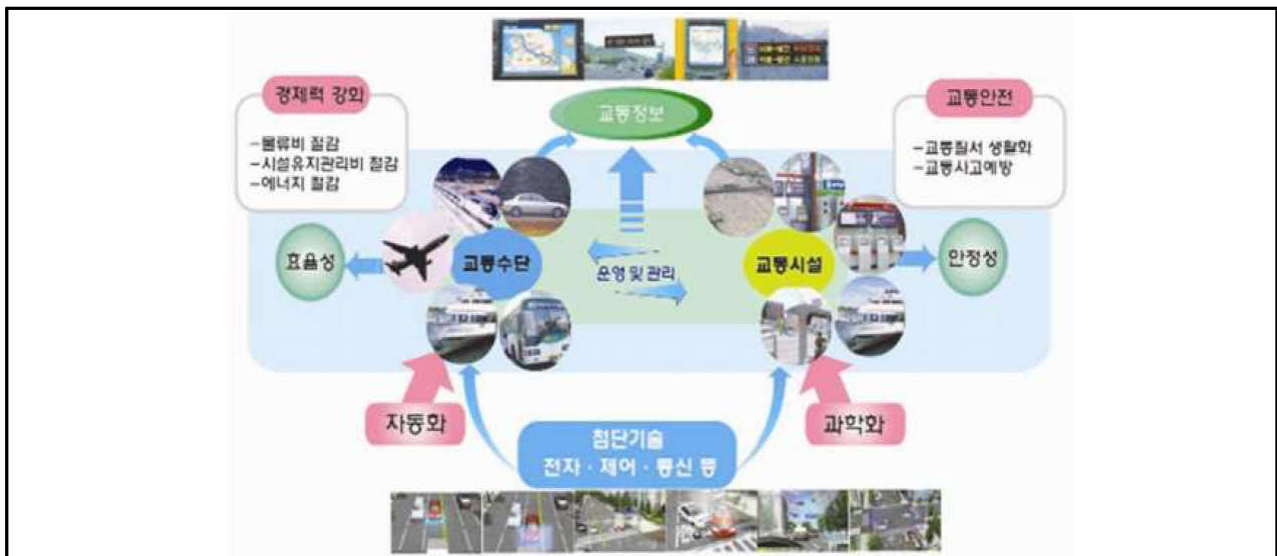 경제력 강화
-물류비 절감
-시설유지관리비 절감
-에너지 절감
교통정보
교통안전
-교통질서 생활화
-교통사고예방
효율성
교통수단
운영 및 관리
교통시설
안정성
자동화
과학화
첨단기술
전자 · 제어 · 통신 등